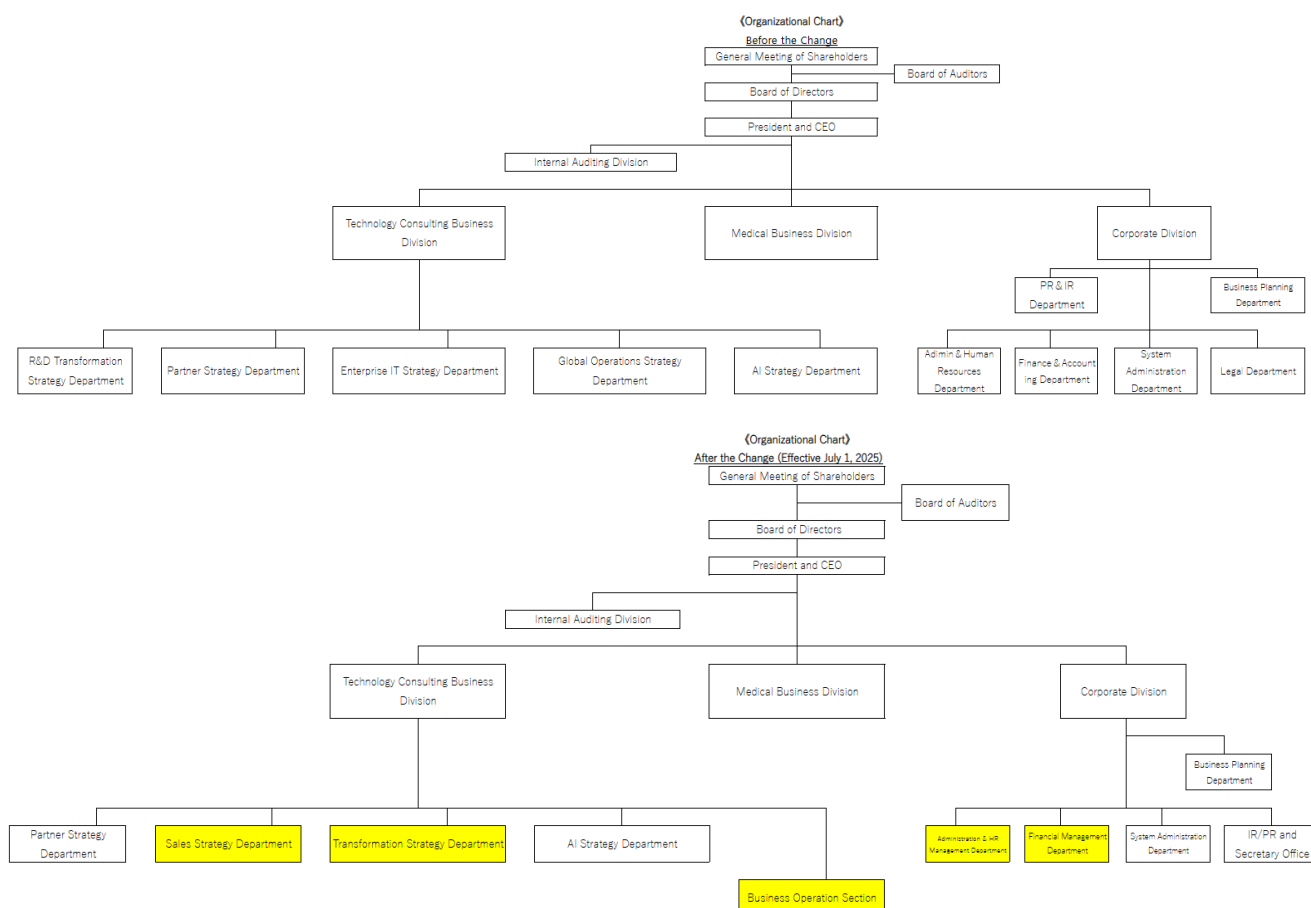 《Organizational Chart》
Before the Change
General Meeting of Shareholders
Board of Auditors
Board of Directors
President and CEO
Internal Auditing Division
Technology Consulting Business
Division
Medical Business Division
Corporate Division
PR & IR
Department
Business Planning
Department
R&D Transformation
Strategy Department
Partner Strategy Department
Enterprise IT Strategy Department
Global Operations Strategy
Department
AI Strategy Department
Adimin & Human
Resources
Department
Finance & Account
ing Department
System
Administration
Department
Legal Department
《Organizational Chart》
After the Change (Effective July 1, 2025)
General Meeting of Shareholders
Board of Auditors
Board of Directors
President and CEO
Internal Auditing Division
Technology Consulting Business
Division
Medical Business Division
Corporate Division
Business Planning
Department
Partner Strategy
Department
Sales Strategy Department
Transformation Strategy Department
AI Strategy Department
Administration & HR
Management Department
Financial Management
Department
System Administration
Department
IR/PR and
Secretary Office
Business Operation Section